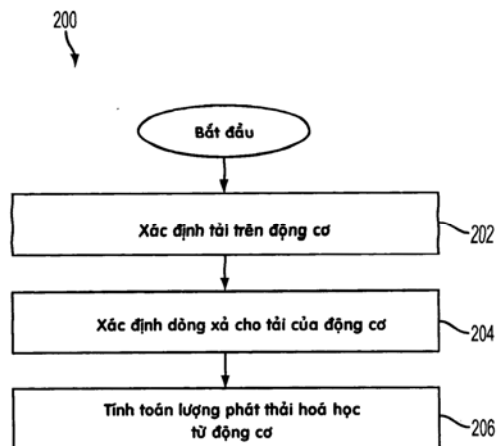 200
Bắt đầu
Xác định tải trên động cơ
202
Xác định dòng xả cho tải của động cơ
204
Tính toán lượng phát thải hoá học
từ động cơ
206